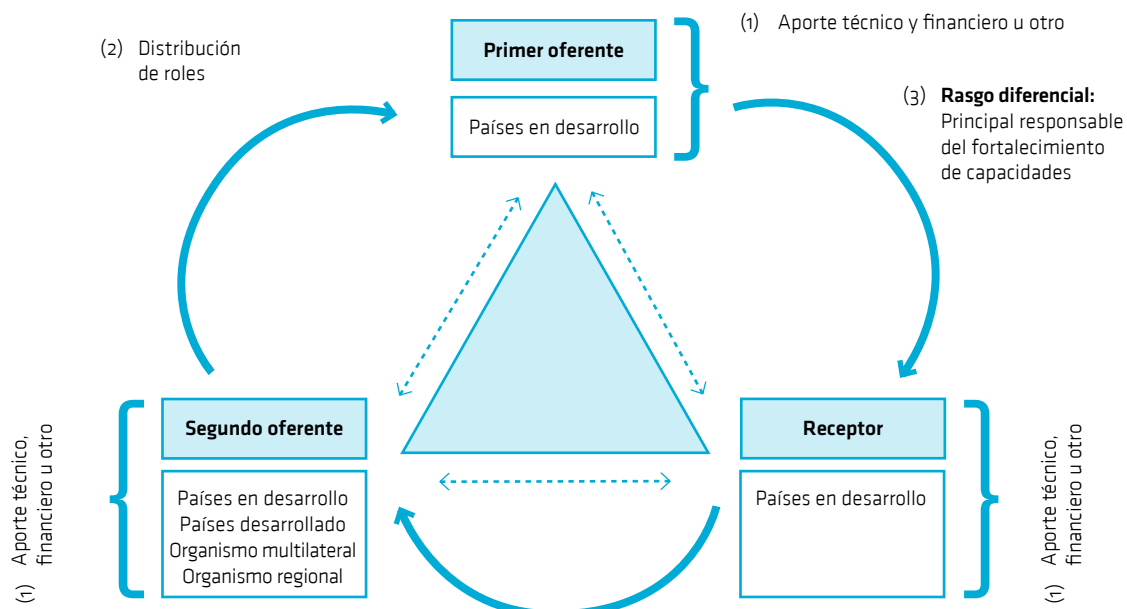 (1) Aporte técnico y financiero u otro
(2) Distribución
de roles
Primer oferente
Países en desarrollo
(3) Rasgo diferencial:
Principal responsable
del fortalecimiento
de capacidades
(1) Aporte técnico,
financiero u otro
Segundo oferente
Países en desarrollo
Países desarrollado
Organismo multilateral
Organismo regional
Receptor
Países en desarrollo
(1) Aporte técnico,
financiero u otro